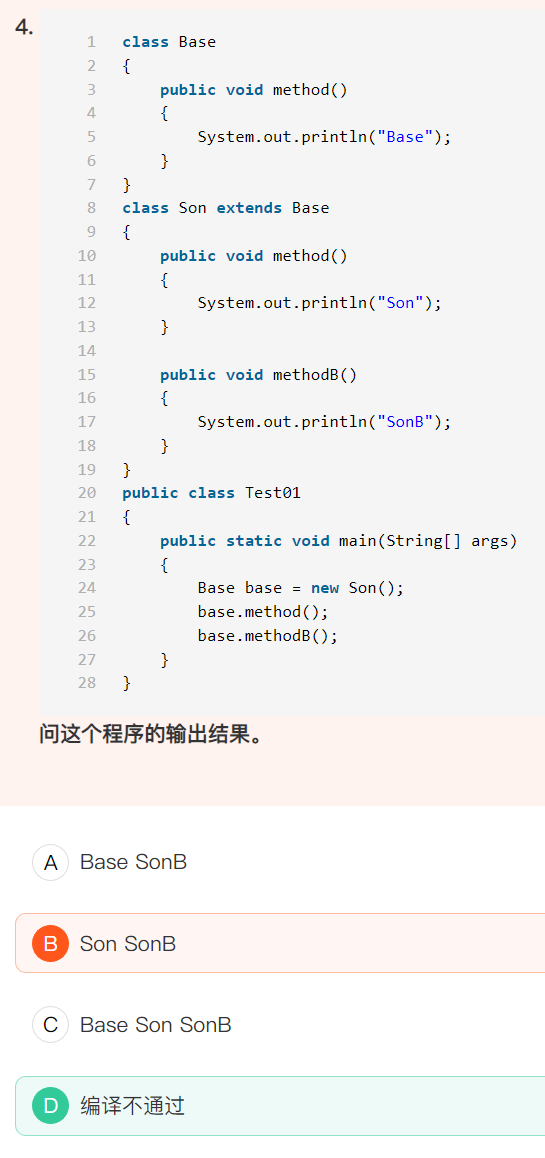 4.
1 class Base
2 {
3     public void method()
4     {
5         System.out.println("Base");
6     }
7 }
8 class Son extends Base
9 {
10     public void method()
11     {
12         System.out.println("Son");
13     }
14
15     public void methodB()
16     {
17         System.out.println("SonB");
18     }
19 }
20 public class Test01
21 {
22     public static void main(String[] args)
23     {
24         Base base = new Son();
25         base.method();
26         base.methodB();
27     }
28 }
问这个程序的输出结果。
A Base SonB
B Son SonB
C Base Son SonB
D 编译不通过